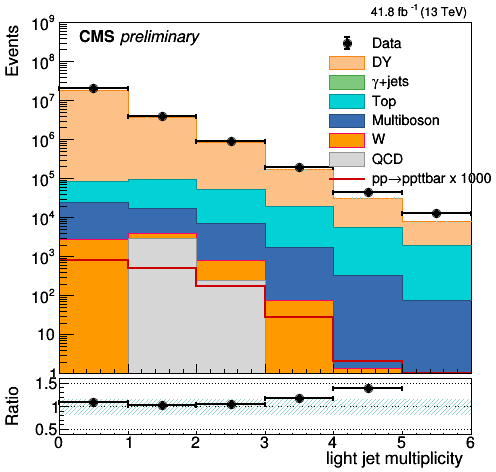 41.8 fb⁻¹ (13 TeV)
CMS preliminary
Events
10⁹
10⁸
10⁷
10⁶
10⁵
10⁴
10³
10²
10
1
Data
DY
γ+jets
Top
Multiboson
W
QCD
pp→ppttbar x 1000
Ratio
1.5
1
0.5
0 1 2 3 4 5 6
light jet multiplicity